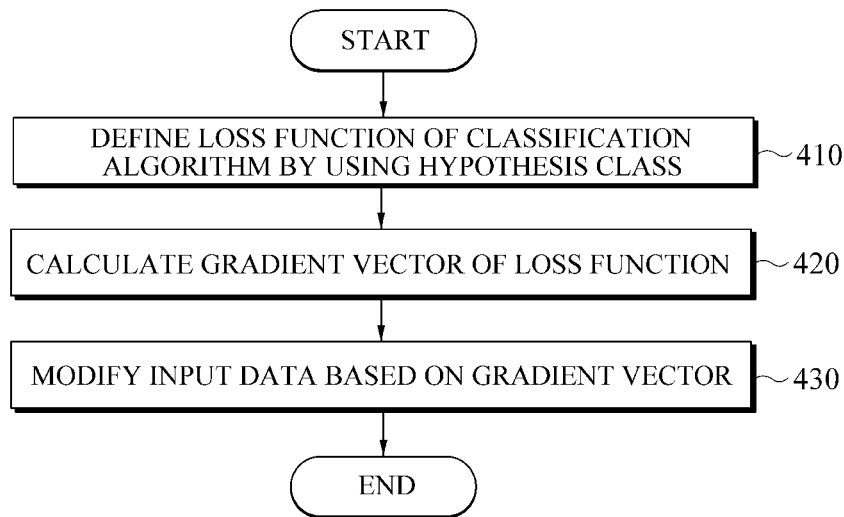 START
DEFINE LOSS FUNCTION OF CLASSIFICATION
ALGORITHM BY USING HYPOTHESIS CLASS
410
CALCULATE GRADIENT VECTOR OF LOSS FUNCTION
420
MODIFY INPUT DATA BASED ON GRADIENT VECTOR
430
END